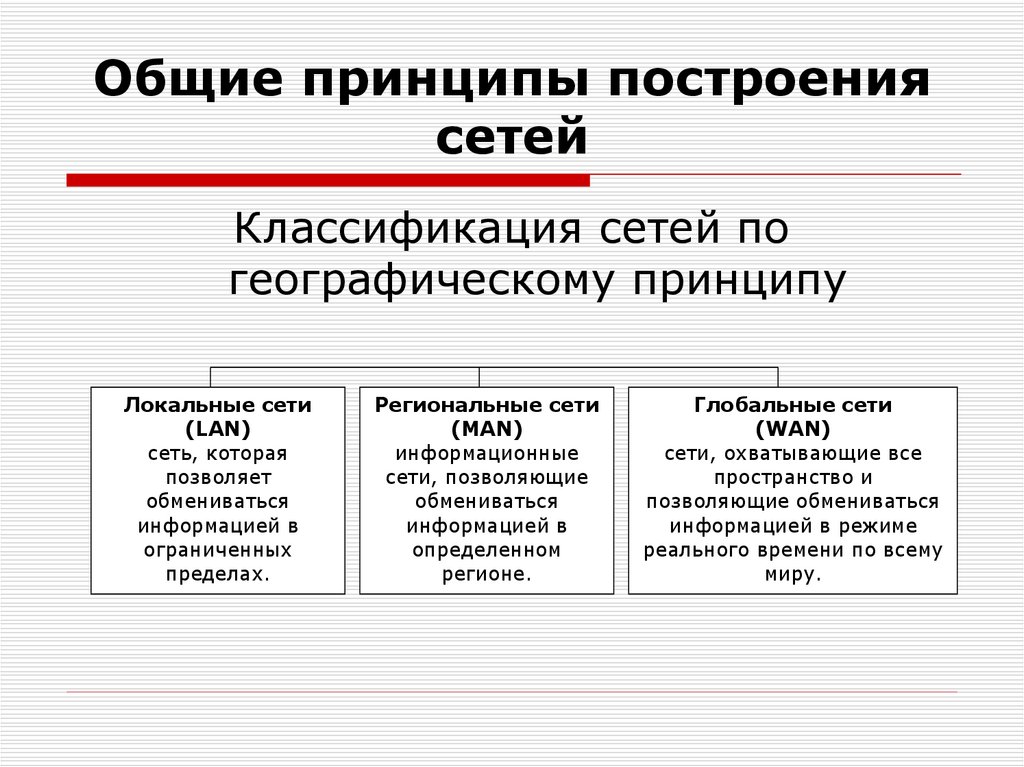 Общие принципы построения
сетей
Классификация сетей по
географическому принципу
Локальные сети
(LAN)
сеть, которая
позволяет
обмениваться
информацией в
ограниченных
пределах.
Региональные сети
(MAN)
информационные
сети, позволяющие
обмениваться
информацией в
определенном
регионе.
Глобальные сети
(WAN)
сети, охватывающие все
пространство и
позволяющие обмениваться
информацией в режиме
реального времени по всему
миру.